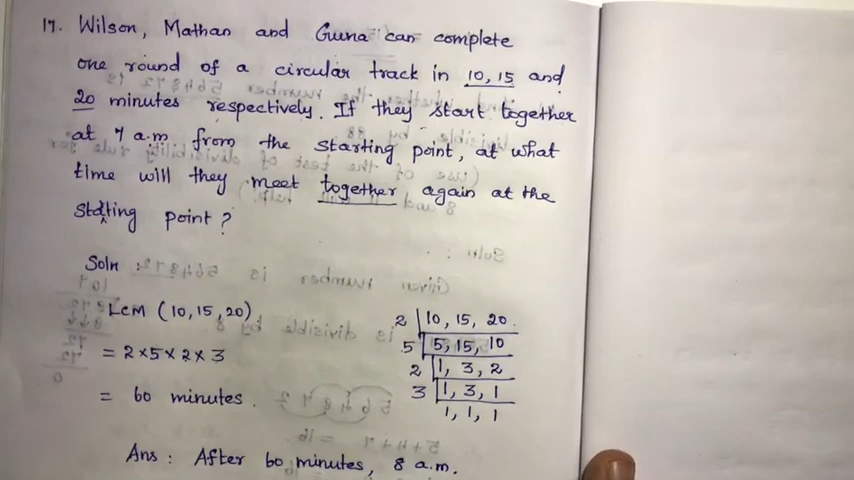 17. Wilson, Mathan and Guna can complete
one round of a circular track in 10, 15 and
20 minutes respectively. If they start together
at 7 a.m from the starting point, at what
time will they meet together again at the
starting point?
Soln
LCM (10, 15, 20)
= 2×5×2×3
= 60 minutes.
2 | 10, 15, 20.
5 | 5, 15, 10
2 | 1, 3, 2
3 | 1, 3, 1
1, 1, 1
Ans: After 60 minutes, 8 a.m.